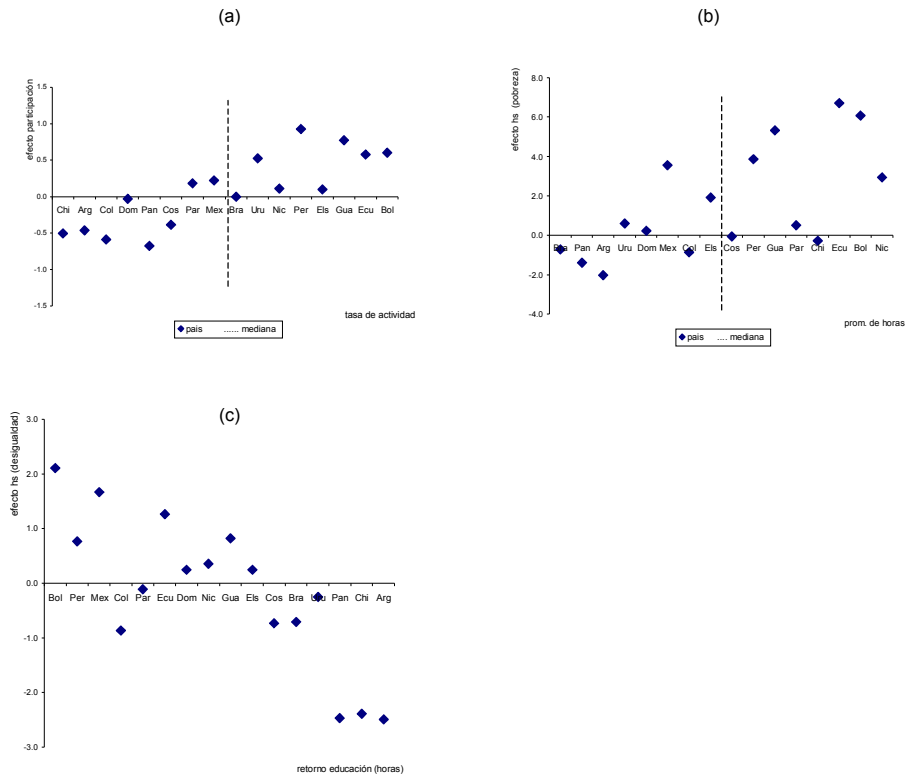 (a)
efecto participación
1.5
1.0
0.5
0.0
-0.5
-1.0
-1.5
Chi Arg Col Dom Pan Cos Par Mex Bra Uru Nic Per Els Gua Ecu Bol
tasa de actividad
pais ...... mediana
(b)
efecto hs (pobreza)
8.0
6.0
4.0
2.0
0.0
-2.0
-4.0
Bra Pan Arg Uru Dom Mex Col Els Cos Per Gua Par Chi Ecu Bol Nic
prom. de horas
pais .... mediana
(c)
efecto hs (desigualdad)
3.0
2.0
1.0
0.0
-1.0
-2.0
-3.0
Bol Per Mex Col Par Ecu Dom Nic Gua Els Cos Bra Uru Pan Chi Arg
retorno educación (horas)